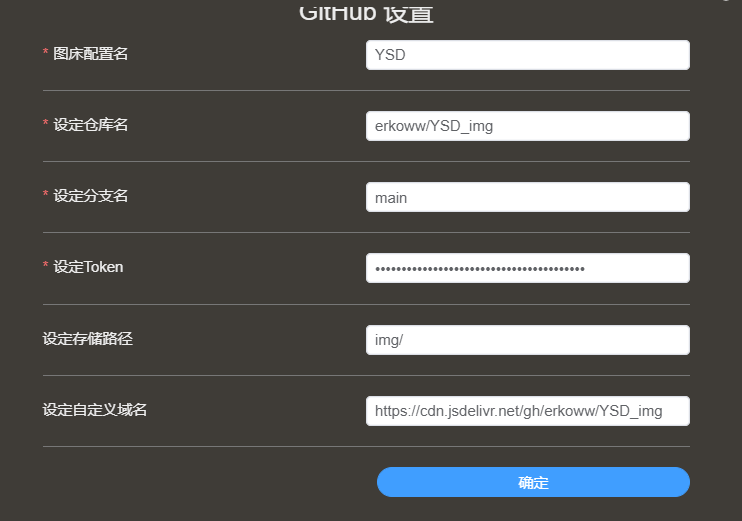 GitHub 设置
* 图床配置名
YSD
* 设定仓库名
erkoww/YSD_img
* 设定分支名
main
* 设定Token
••••••••••••••••••••••••••••••••••••••••
设定存储路径
img/
设定自定义域名
https://cdn.jsdelivr.net/gh/erkoww/YSD_img
确定